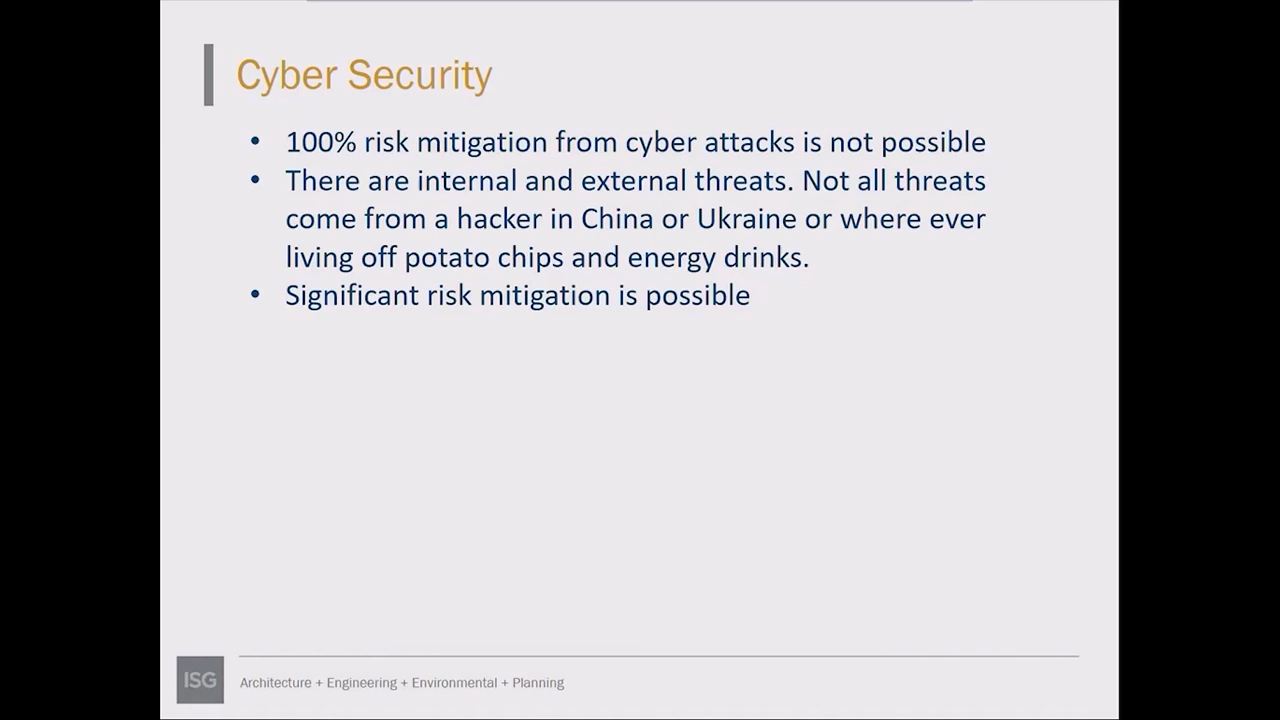 Cyber Security
• 100% risk mitigation from cyber attacks is not possible
• There are internal and external threats. Not all threats
come from a hacker in China or Ukraine or where ever
living off potato chips and energy drinks.
• Significant risk mitigation is possible
ISG
Architecture + Engineering + Environmental + Planning